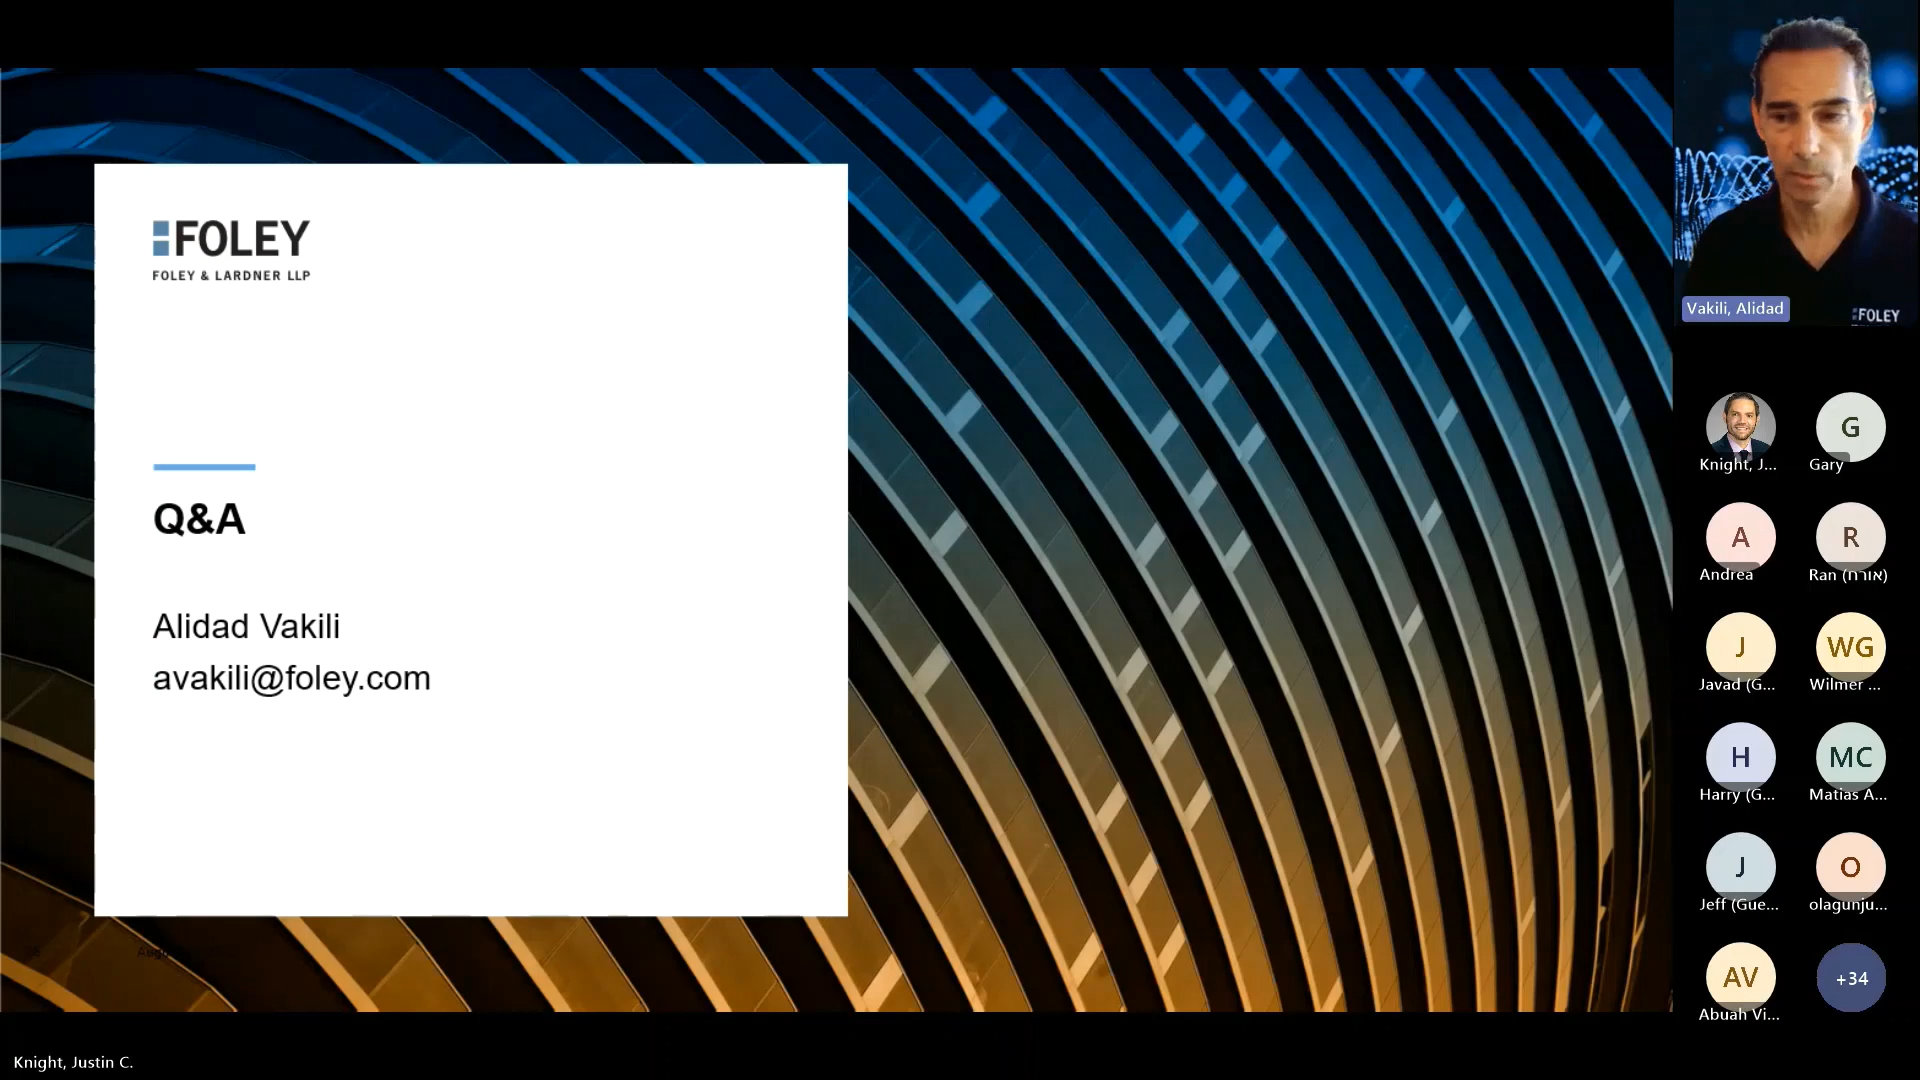 FOLEY
FOLEY & LARDNER LLP
Q&A
Alidad Vakili
avakili@foley.com
Vakili, Alidad
FOLEY
Knight, J...
G
Gary
A
Andrea
R
Ran (אורח)
J
Javad (G...
WG
Wilmer ...
H
Harry (G...
MC
Matias A...
J
Jeff (Gue...
O
olagunju...
AV
Abuah Vi...
+34
Knight, Justin C.